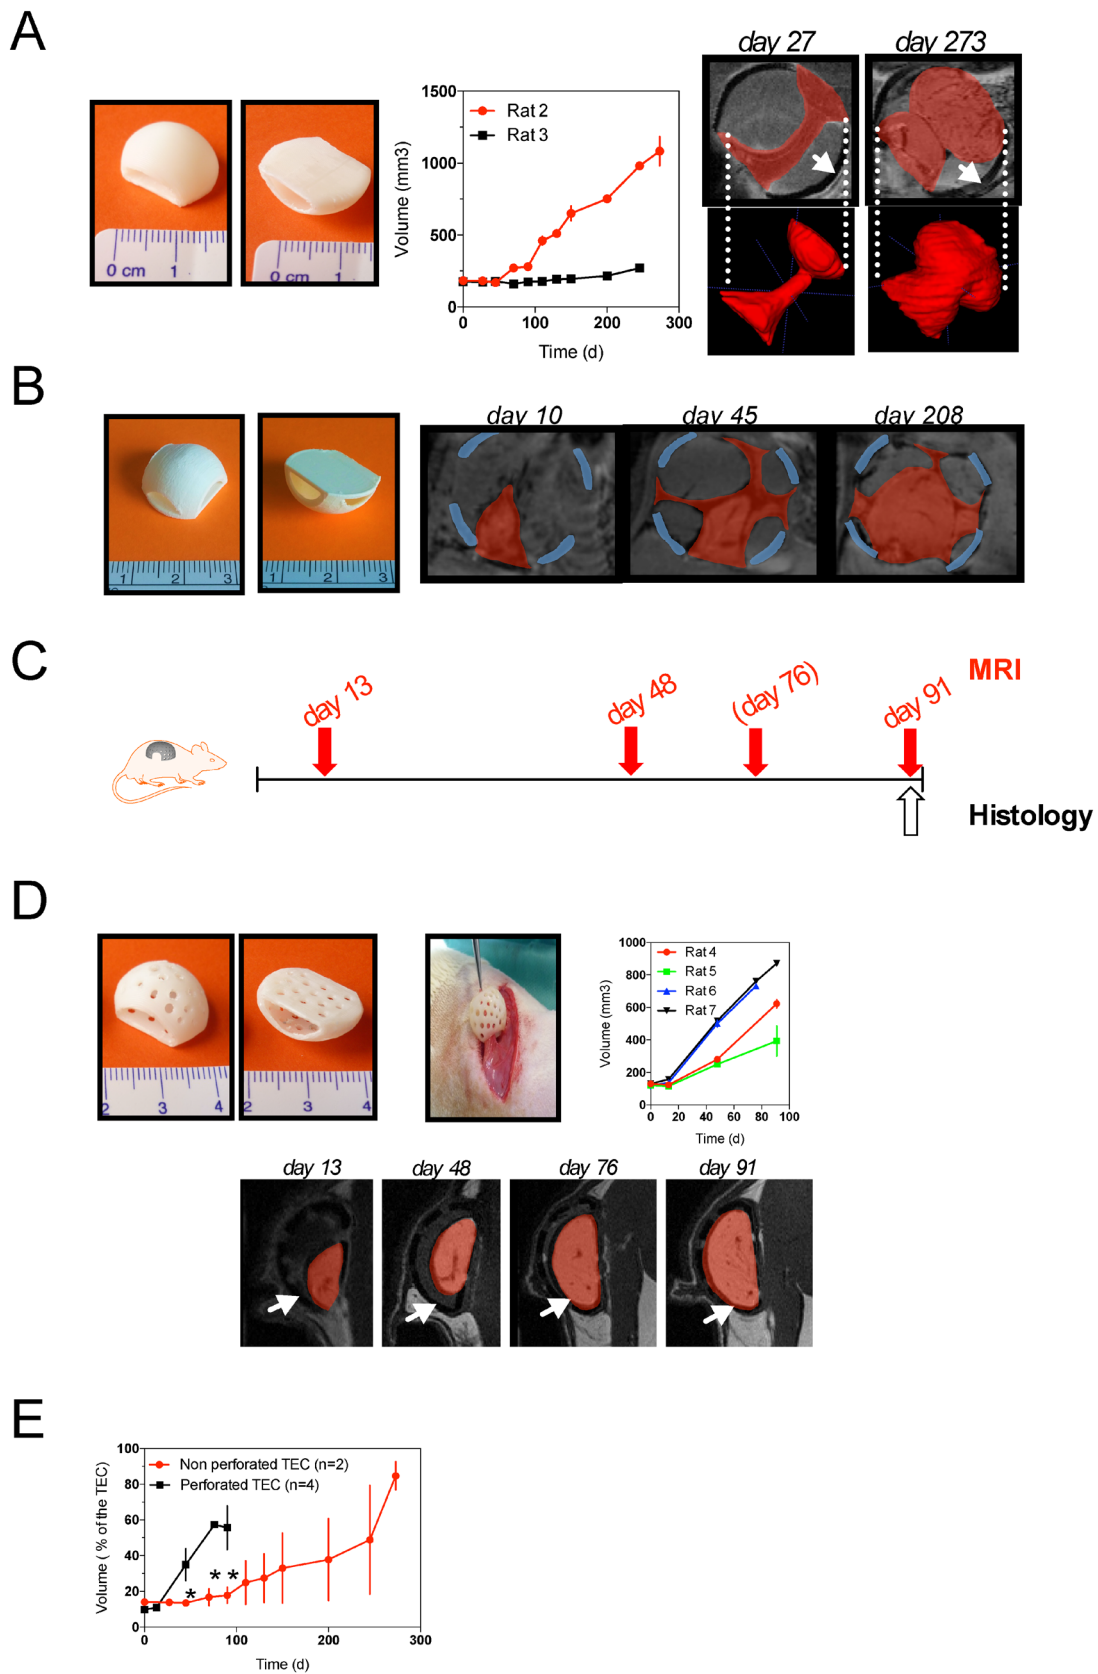 A
day 27
day 273
1500
1000
500
0
Volume (mm3)
Rat 2
Rat 3
0
100
200
300
Time (d)
0 cm
1
0 cm
1
B
day 10
day 45
day 208
1
2
3
1
2
3
C
MRI
day 13
day 48
(day 76)
day 91
Histology
D
1000
800
600
400
200
0
Volume (mm3)
Rat 4
Rat 5
Rat 6
Rat 7
0
20
40
60
80
100
Time (d)
2
3
4
2
3
4
day 13
day 48
day 76
day 91
E
100
80
60
40
20
0
Volume ( % of the TEC)
Non perforated TEC (n=2)
Perforated TEC (n=4)
*
* *
0
100
200
300
Time (d)